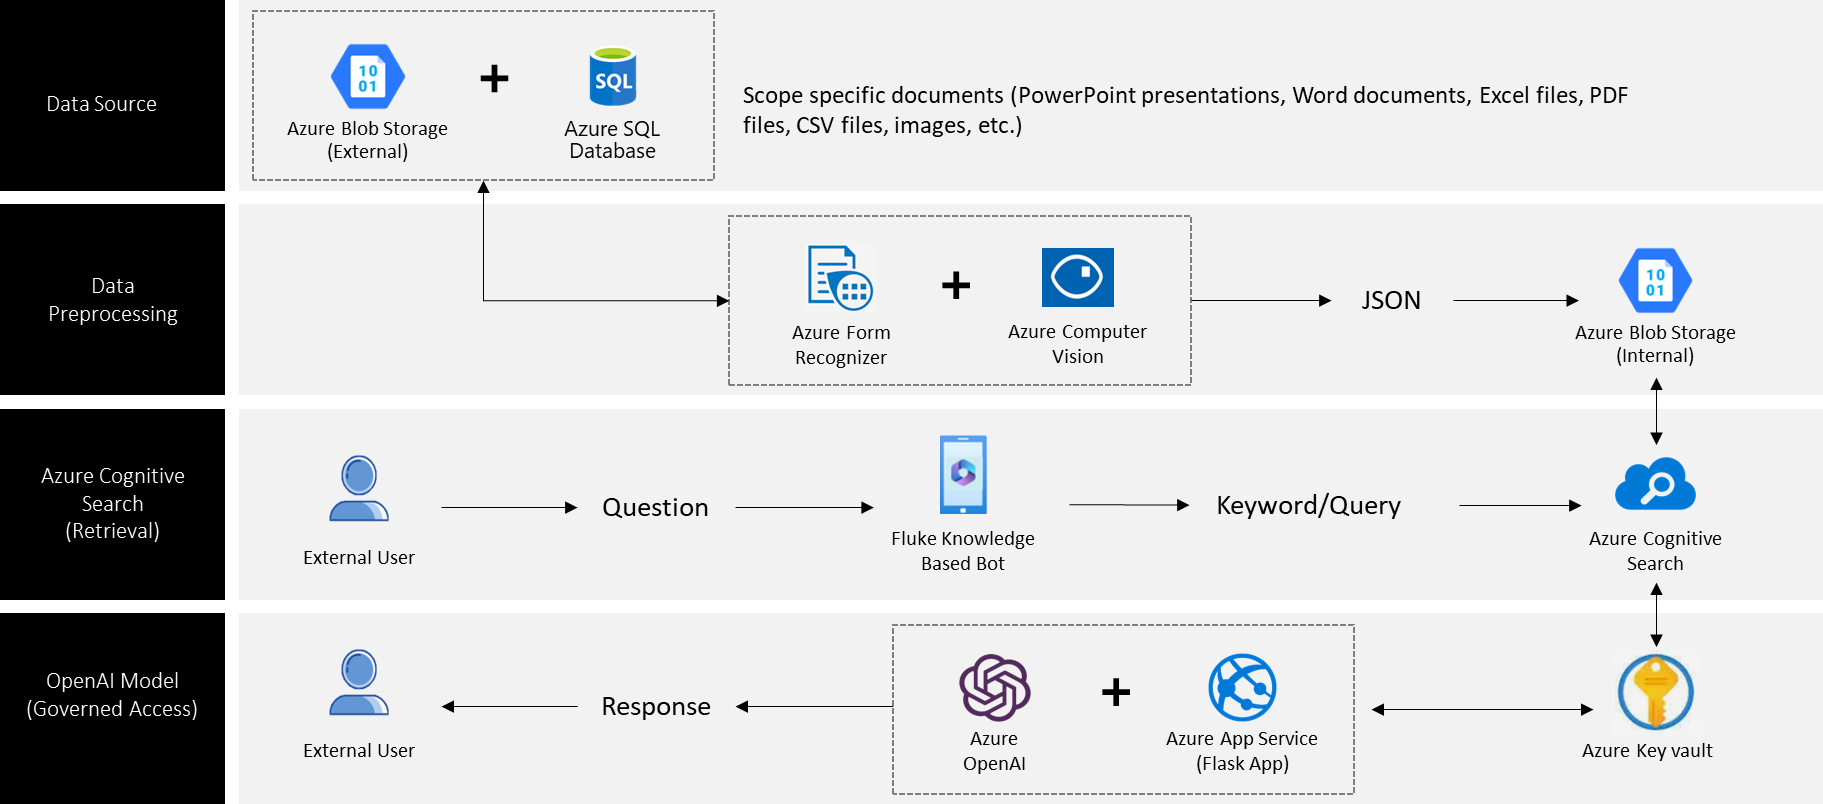 Data Source
10
01
Azure Blob Storage
(External)
+
SQL
Azure SQL
Database
Scope specific documents (PowerPoint presentations, Word documents, Excel files, PDF
files, CSV files, images, etc.)
Data
Preprocessing
Azure Form
Recognizer
+
Azure Computer
Vision
JSON
10
01
Azure Blob Storage
(Internal)
Azure Cognitive
Search
(Retrieval)
External User
Question
Fluke Knowledge
Based Bot
Keyword/Query
Azure Cognitive
Search
OpenAI Model
(Governed Access)
External User
Response
Azure
OpenAI
+
Azure App Service
(Flask App)
Azure Key vault